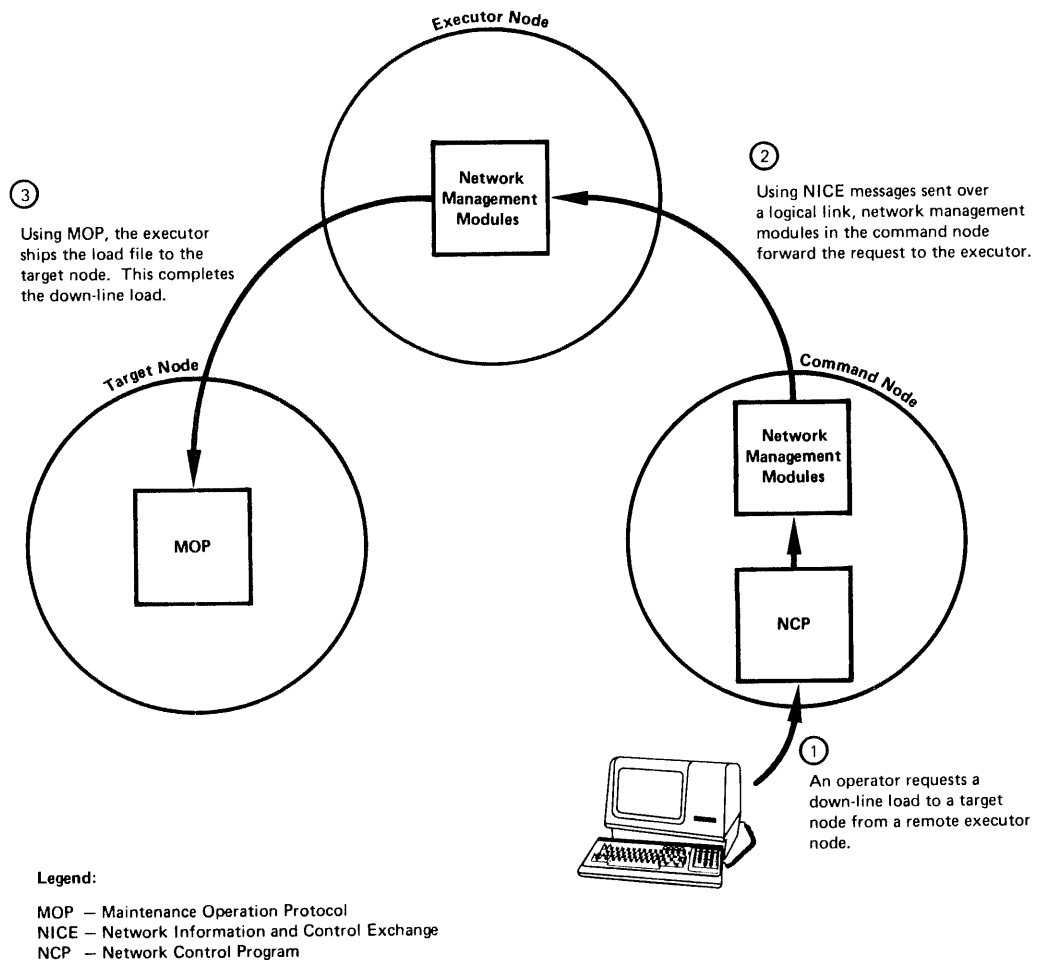 Executor Node
Network
Management
Modules
2
Using NICE messages sent over
a logical link, network management
modules in the command node
forward the request to the executor.
3
Using MOP, the executor
ships the load file to the
target node. This completes
the down-line load.
Target Node
MOP
Command Node
Network
Management
Modules
NCP
1
An operator requests a
down-line load to a target
node from a remote executor
node.
Legend:
MOP – Maintenance Operation Protocol
NICE – Network Information and Control Exchange
NCP – Network Control Program